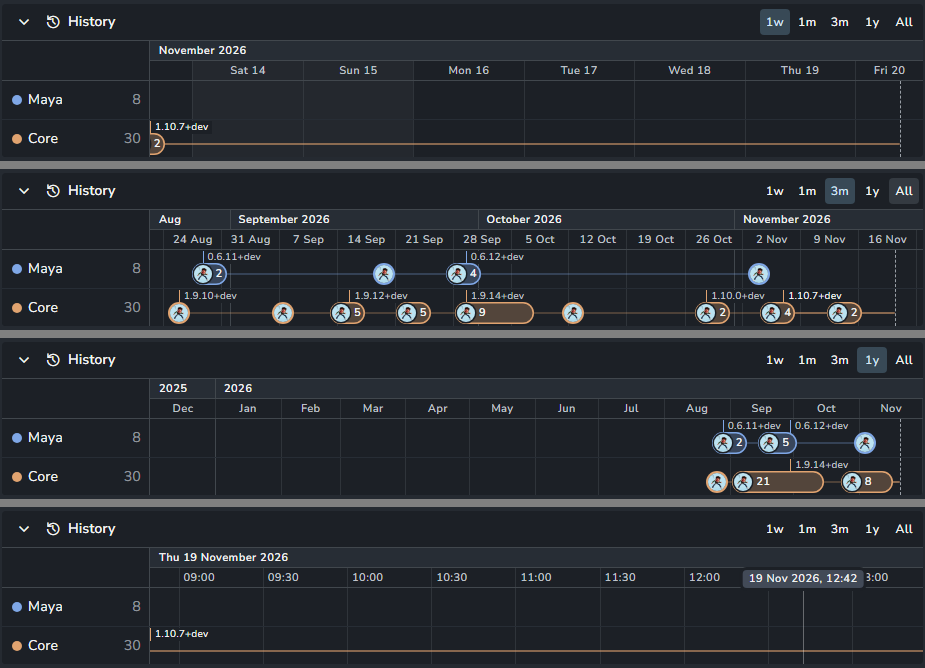 History 1w 1m 3m 1y All
November 2026
Sat 14 Sun 15 Mon 16 Tue 17 Wed 18 Thu 19 Fri 20
Maya 8
1.10.7+dev
Core 30 2
History 1w 1m 3m 1y All
Aug September 2026 October 2026 November 2026
24 Aug 31 Aug 7 Sep 14 Sep 21 Sep 28 Sep 5 Oct 12 Oct 19 Oct 26 Oct 2 Nov 9 Nov 16 Nov
0.6.11+dev 0.6.12+dev
Maya 8 2 4
1.9.10+dev 1.9.12+dev 1.9.14+dev 1.10.0+dev 1.10.7+dev
Core 30 5 5 9 2 4 2
History 1w 1m 3m 1y All
2025 2026
Dec Jan Feb Mar Apr May Jun Jul Aug Sep Oct Nov
0.6.11+dev 0.6.12+dev
Maya 8 2 5
1.9.14+dev
Core 30 21 8
History 1w 1m 3m 1y All
Thu 19 November 2026
09:00 09:30 10:00 10:30 11:00 11:30 12:00 19 Nov 2026, 12:42 3:00
Maya 8
1.10.7+dev
Core 30